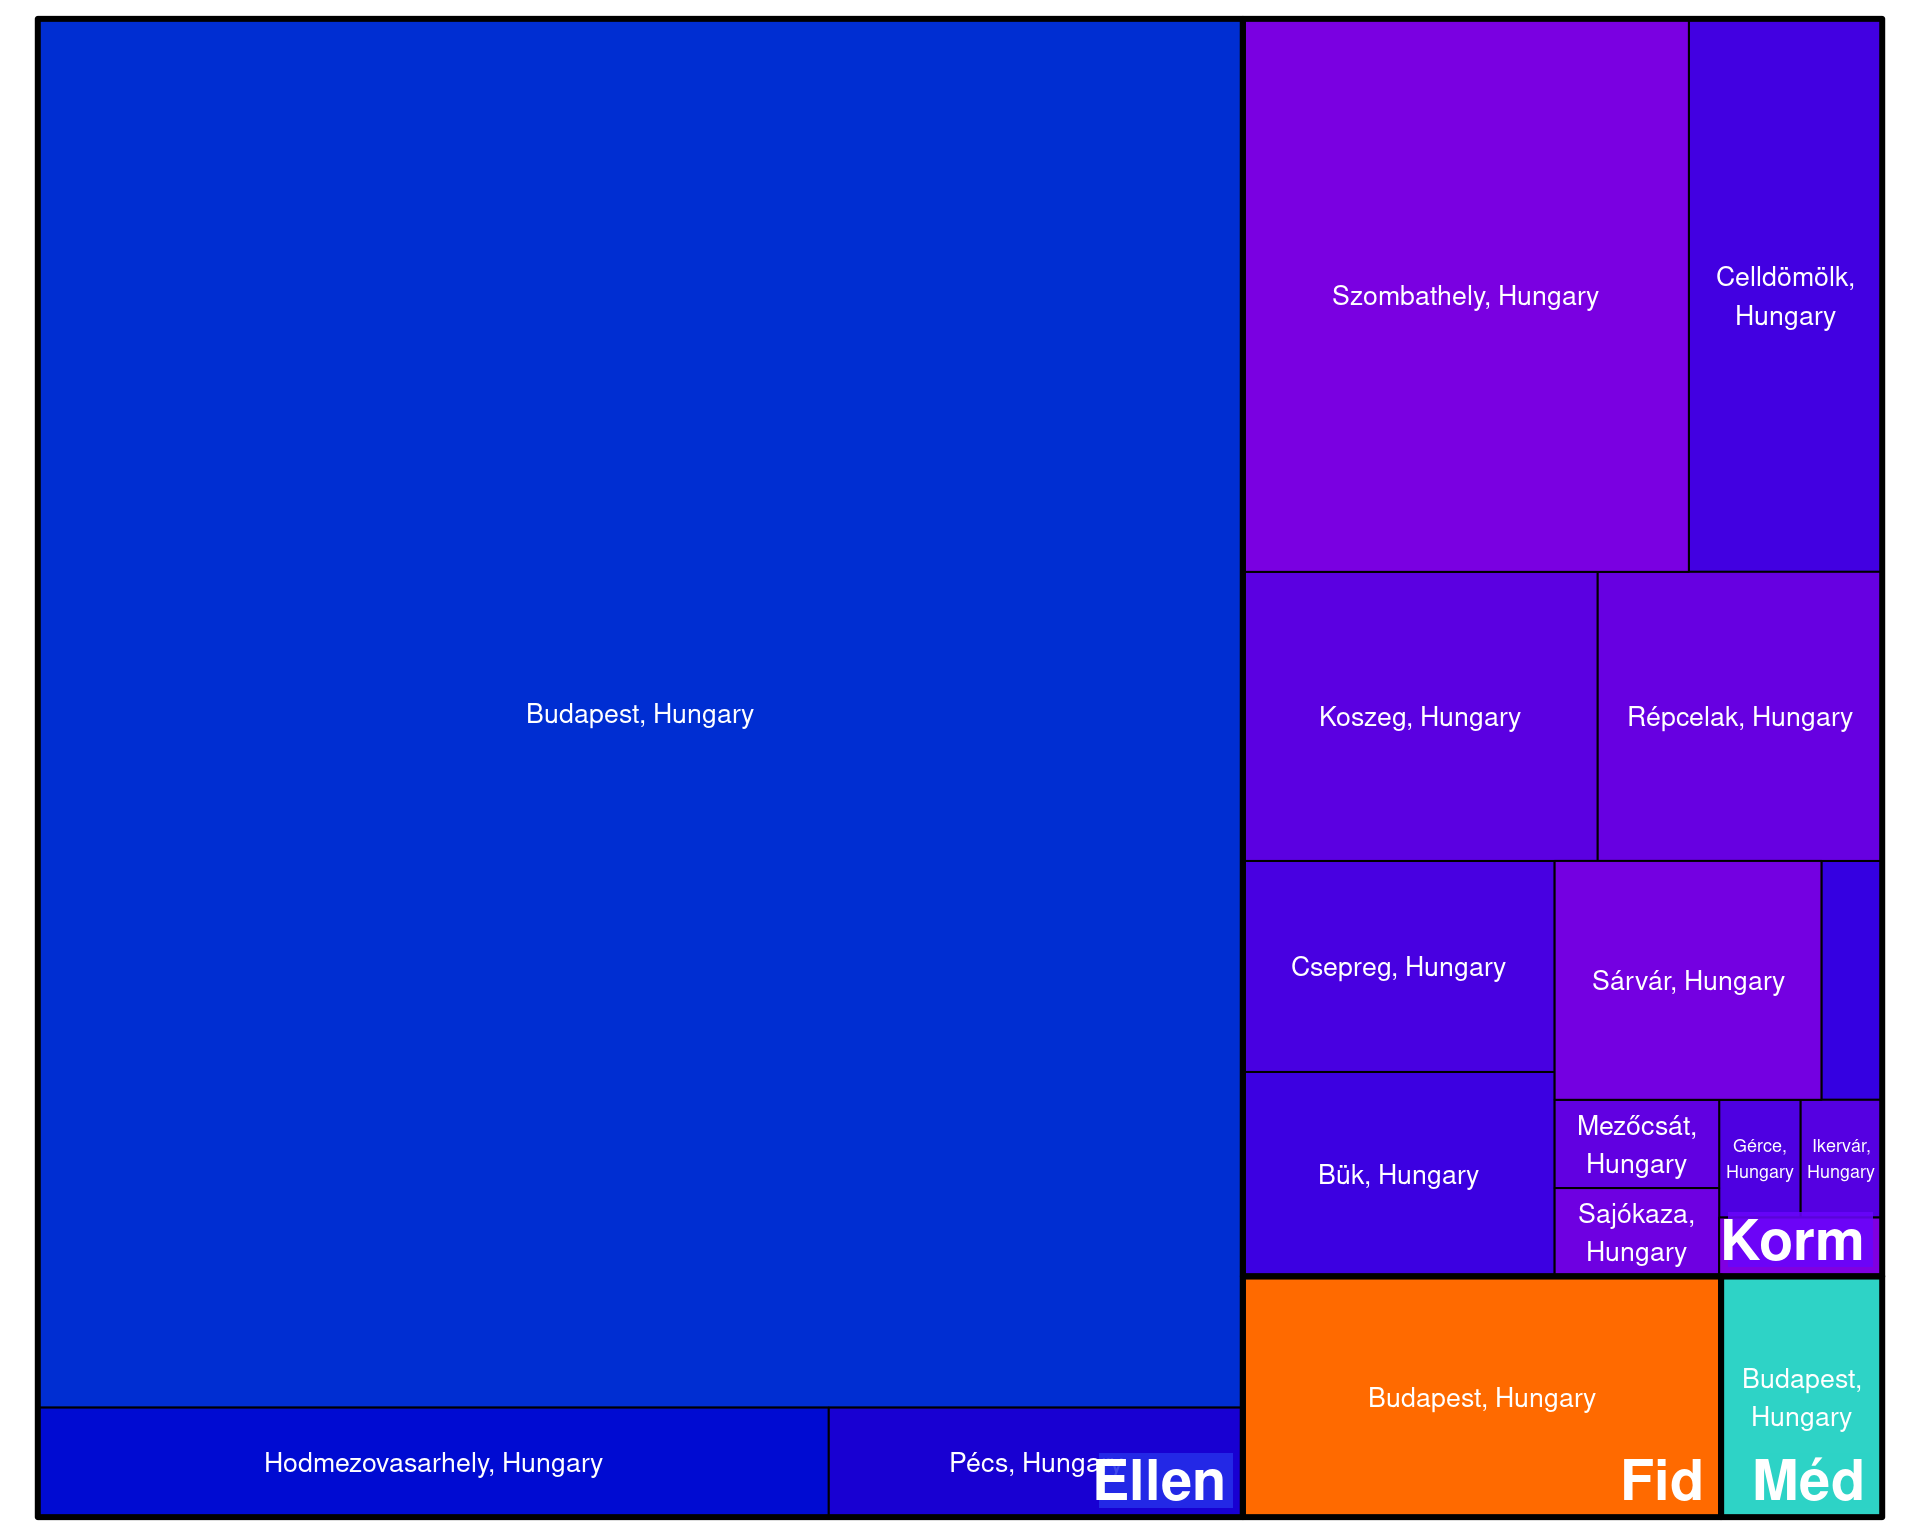 Budapest, Hungary
Hodmezovasarhely, Hungary
Pécs, Hungary
Ellen
Szombathely, Hungary
Celldömölk,
Hungary
Koszeg, Hungary
Répcelak, Hungary
Csepreg, Hungary
Sárvár, Hungary
Bük, Hungary
Mezőcsát,
Hungary
Gérce,
Hungary
Ikervár,
Hungary
Sajókaza,
Hungary
Korm
Budapest, Hungary
Fid
Budapest,
Hungary
Méd